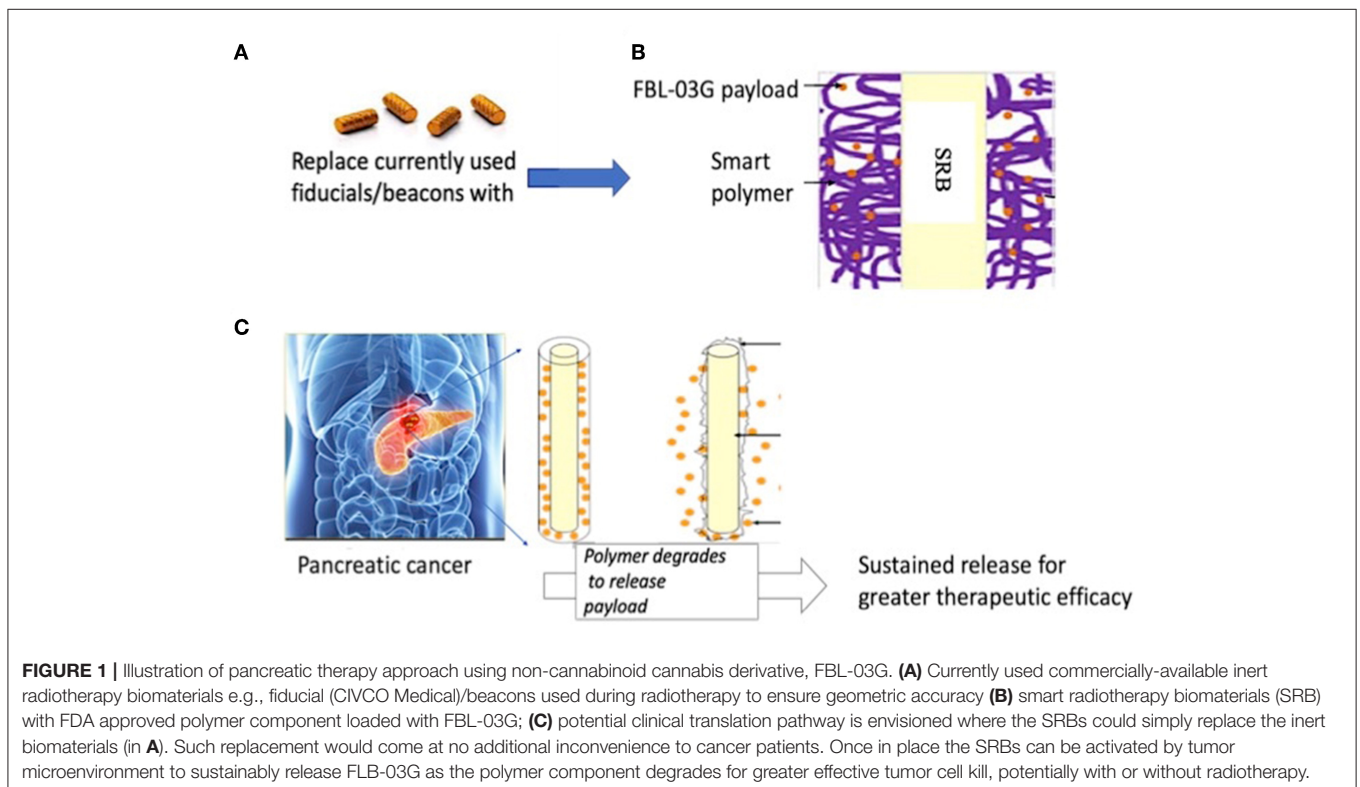 A
B
FBL-03G payload
Replace currently used
fiducials/beacons with
Smart
polymer
SRB
C
Pancreatic cancer
Polymer degrades
to release
payload
Sustained release for
greater therapeutic efficacy
FIGURE 1 | Illustration of pancreatic therapy approach using non-cannabinoid cannabis derivative, FBL-03G. (A) Currently used commercially-available inert
radiotherapy biomaterials e.g., fiducial (CIVCO Medical)/beacons used during radiotherapy to ensure geometric accuracy (B) smart radiotherapy biomaterials (SRB)
with FDA approved polymer component loaded with FBL-03G; (C) potential clinical translation pathway is envisioned where the SRBs could simply replace the inert
biomaterials (in A). Such replacement would come at no additional inconvenience to cancer patients. Once in place the SRBs can be activated by tumor
microenvironment to sustainably release FLB-03G as the polymer component degrades for greater effective tumor cell kill, potentially with or without radiotherapy.